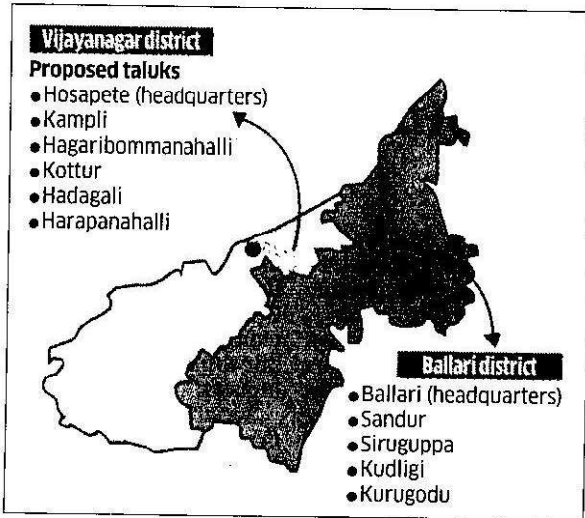 Vijayanagar district
Proposed taluks
● Hosapete (headquarters)
● Kampli
● Hagaribommanahalli
● Kottur
● Hadagali
● Harapanahalli
Ballari district
● Ballari (headquarters)
● Sandur
● Siruguppa
● Kudligi
● Kurugodu